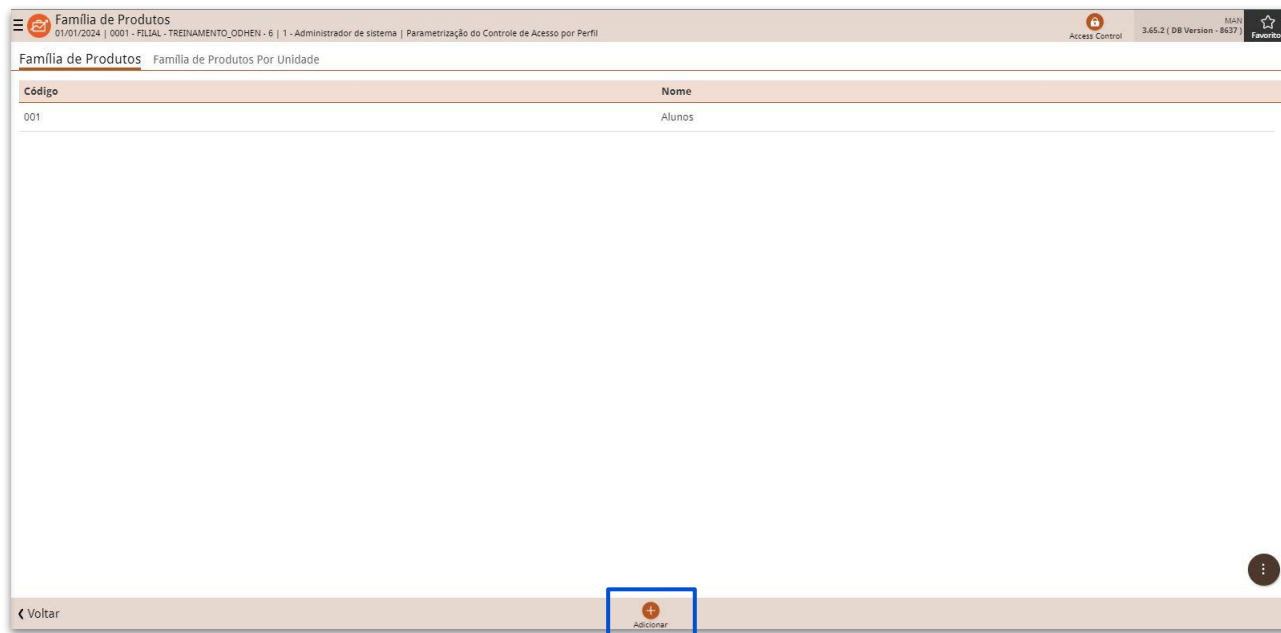 Família de Produtos
01/01/2024 | 0001 - FILIAL - TREINAMENTO_ODHEN - 6 | 1 - Administrador de sistema | Parametrização do Controle de Acesso por Perfil
Access Control
MAN
3.65.2 ( DB Version - 8637 )
Favorito
Família de Produtos Família de Produtos Por Unidade
Código Nome
001 Alunos
Voltar
Adicionar